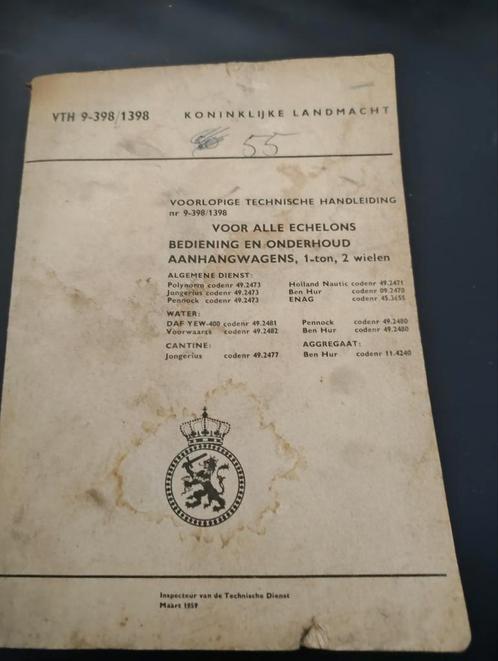 VTH 9-398/1398 KONINKLIJKE LANDMACHT
55
VOORLOPIGE TECHNISCHE HANDLEIDING
nr 9-398/1398
VOOR ALLE ECHELONS
BEDIENING EN ONDERHOUD
AANHANGWAGENS, 1-ton, 2 wielen
ALGEMENE DIENST:
Polynorm codenr 49.2473 Holland Nautic codenr 49.2471
Jongerius codenr 49.2473 Ben Hur codenr 09.2470
Pennock codenr 49.2473 ENAG codenr 45.3655
WATER:
DAF YEW-400 codenr 49.2481 Pennock codenr 49.2480
Voorwaarts codenr 49.2482 Ben Hur codenr 49.2480
CANTINE: AGGREGAAT:
Jongerius codenr 49.2477 Ben Hur codenr 11.4240
Inspecteur van de Technische Dienst
Maart 1959